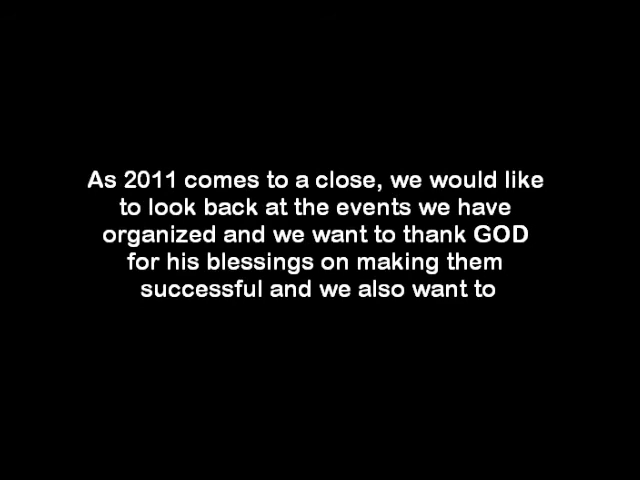 As 2011 comes to a close, we would like
to look back at the events we have
organized and we want to thank GOD
for his blessings on making them
successful and we also want to